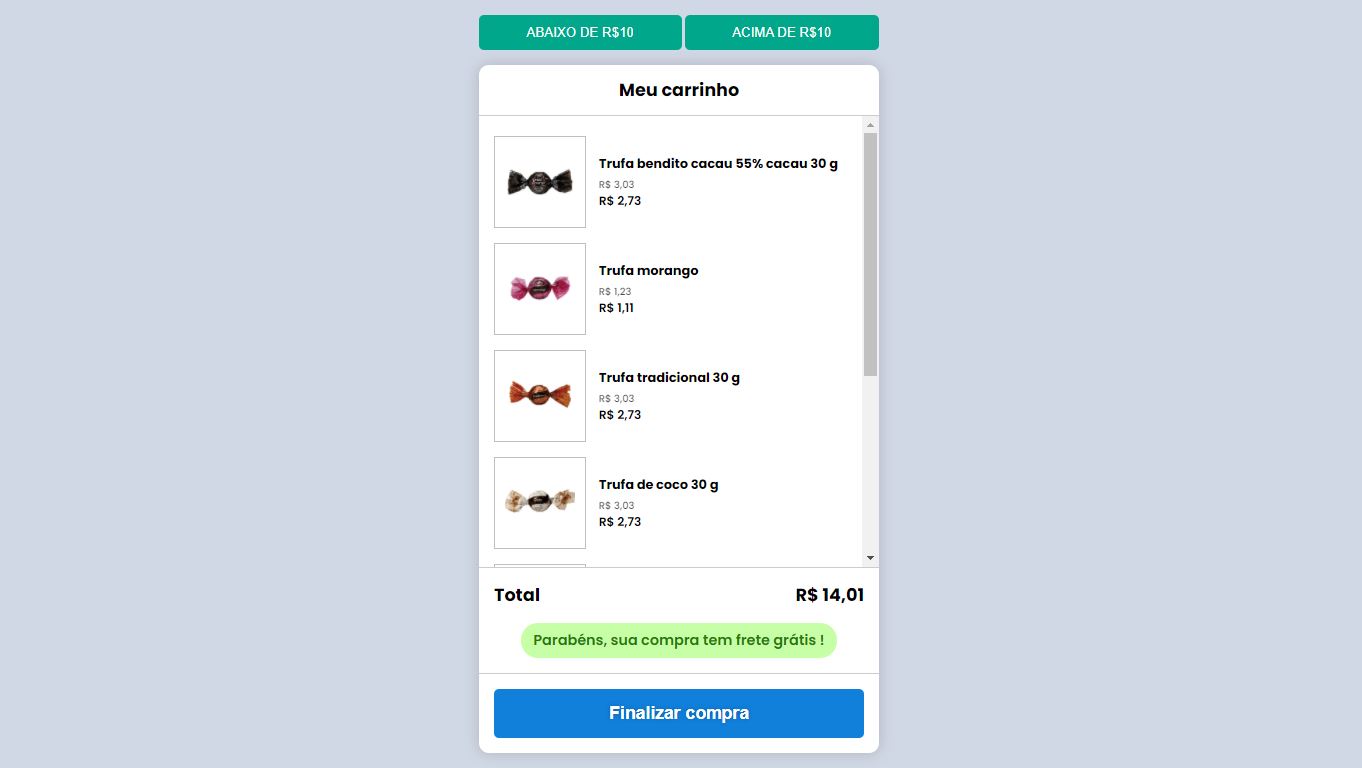 ABAIXO DE R$10
ACIMA DE R$10
Meu carrinho
Trufa bendito cacau 55% cacau 30 g
R$ 3,03
R$ 2,73
Trufa morango
R$ 1,23
R$ 1,11
Trufa tradicional 30 g
R$ 3,03
R$ 2,73
Trufa de coco 30 g
R$ 3,03
R$ 2,73
Total
R$ 14,01
Parabéns, sua compra tem frete grátis !
Finalizar compra